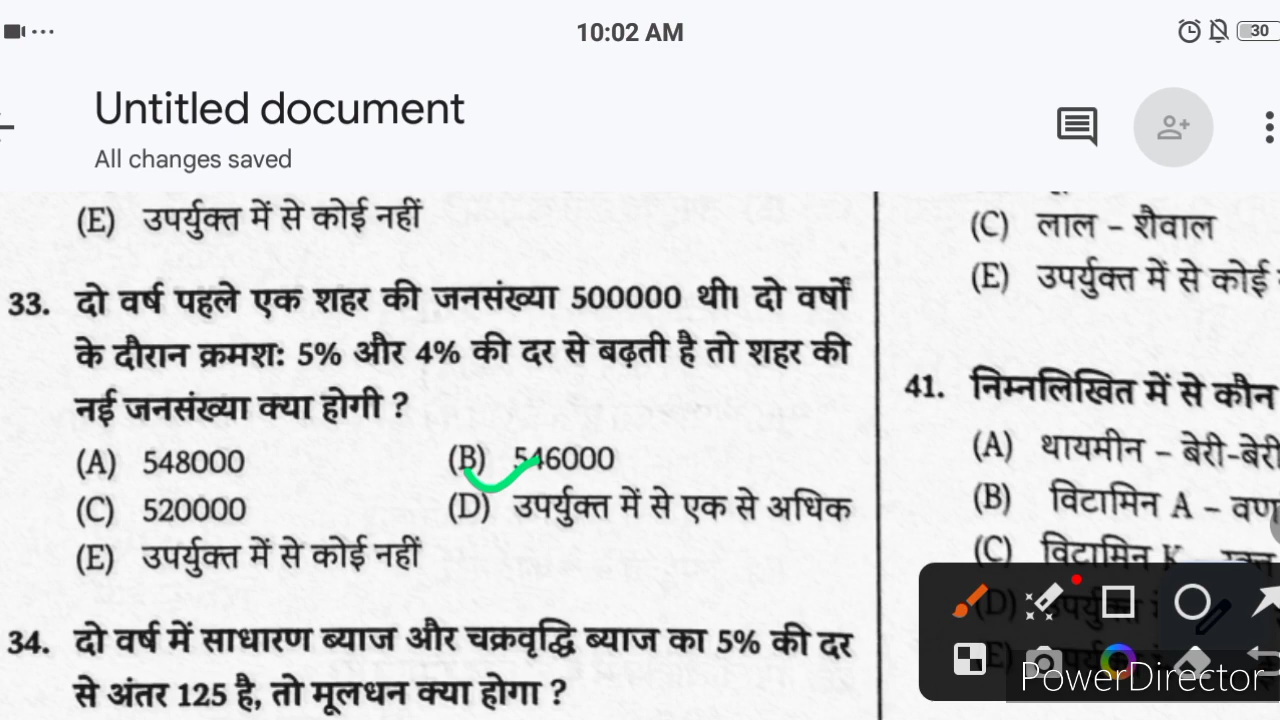 10:02 AM
30
Untitled document
All changes saved
(E) उपर्युक्त में से कोई नहीं
33. दो वर्ष पहले एक शहर की जनसंख्या 500000 थी। दो वर्षों
के दौरान क्रमश: 5% और 4% की दर से बढ़ती है तो शहर की
नई जनसंख्या क्या होगी ?
(A) 548000 (B) 546000
(C) 520000 (D) उपर्युक्त में से एक से अधिक
(E) उपर्युक्त में से कोई नहीं
34. दो वर्ष में साधारण ब्याज और चक्रवृद्धि ब्याज का 5% की दर
से अंतर 125 है, तो मूलधन क्या होगा ?
(C) लाल – शैवाल
(E) उपर्युक्त में से कोई
41. निम्नलिखित में से कौन
(A) थायमीन – बेरी-बेरी
(B) विटामिन A –
(C) विटामिन K
(D)
(E)
PowerDirector